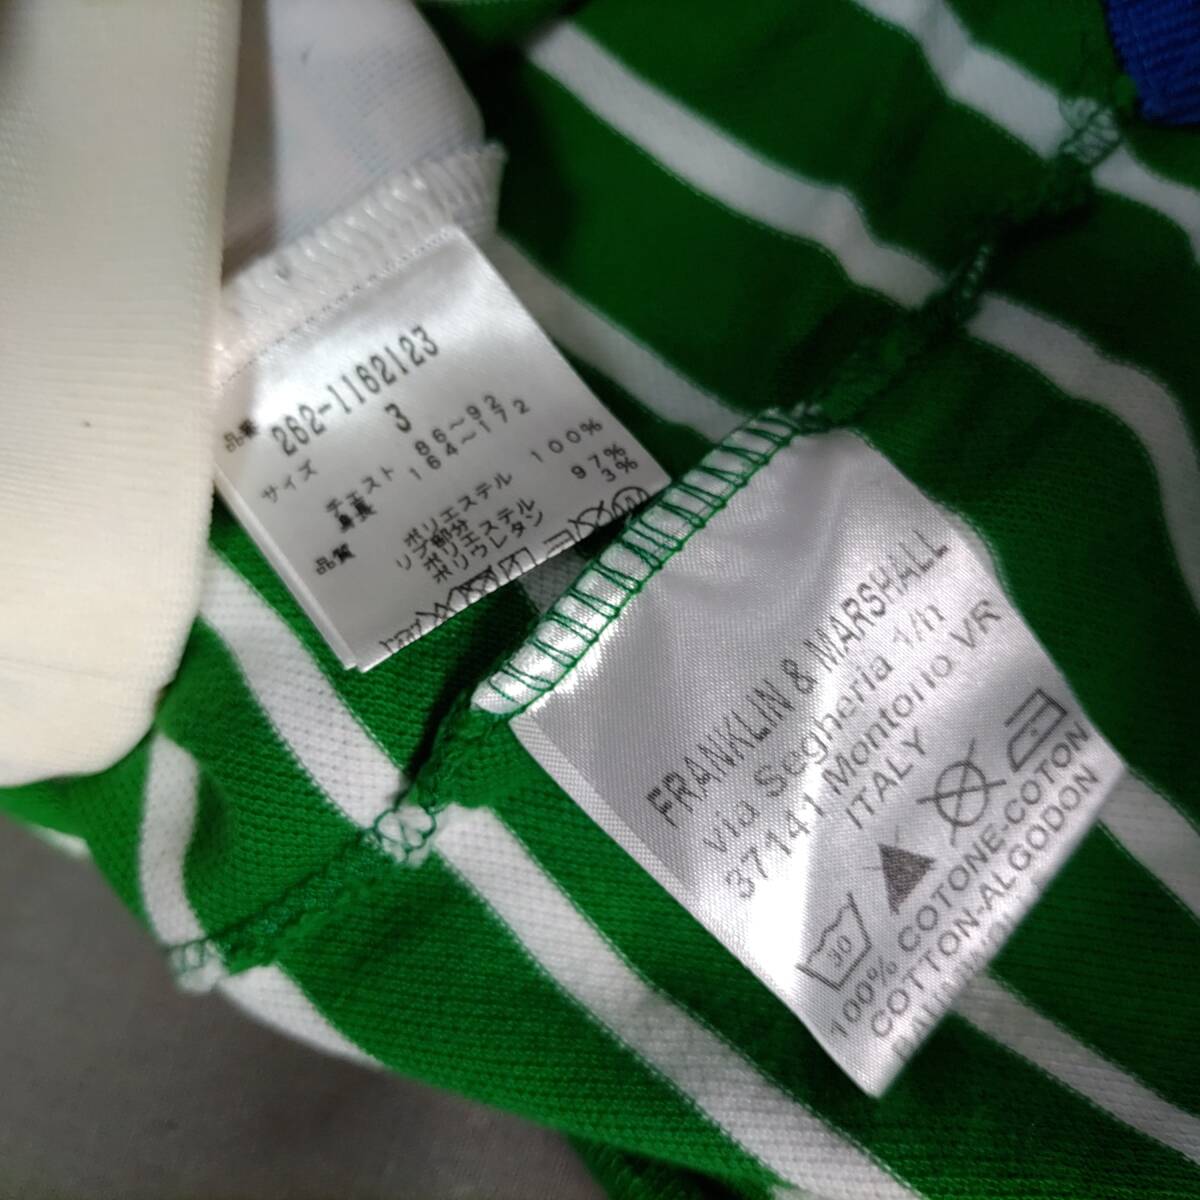 品番 262-1162123
サイズ 3
チェスト 86～92
身長 164～172
品質 ポリエステル 100%
リブ部分
ポリエステル 97%
ポリウレタン 3%
FRANKLIN & MARSHALL
via Segheria 1/h
37141 Montorio VR
ITALY
30
100% COTONE-COTON
COTTON-ALGODON